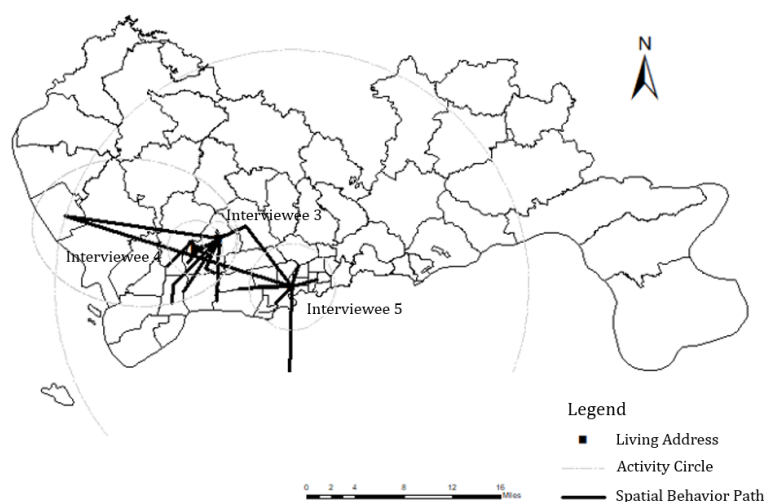 N
Interviewee 3
Interviewee 4
Interviewee 5
Legend
Living Address
Activity Circle
Spatial Behavior Path
0 2 4 8 12 16
Miles